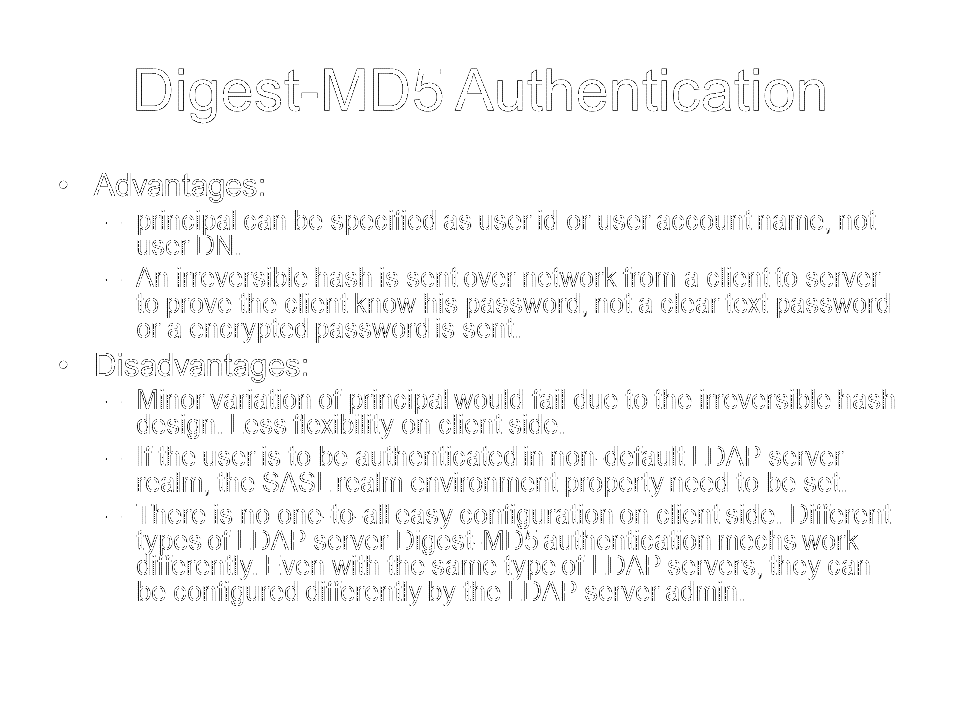 Digest-MD5 Authentication
• Advantages:
– principal can be specified as user id or user account name, not
user DN.
– An irreversible hash is sent over network from a client to server
to prove the client know his password, not a clear text password
or a encrypted password is sent.
• Disadvantages:
– Minor variation of principal would fail due to the irreversible hash
design. Less flexibility on client side.
– If the user is to be authenticated in non-default LDAP server
realm, the SASL realm environment property need to be set.
– There is no one-to-all easy configuration on client side. Different
types of LDAP server Digest-MD5 authentication mechs work
differently. Even with the same type of LDAP servers, they can
be configured differently by the LDAP server admin.